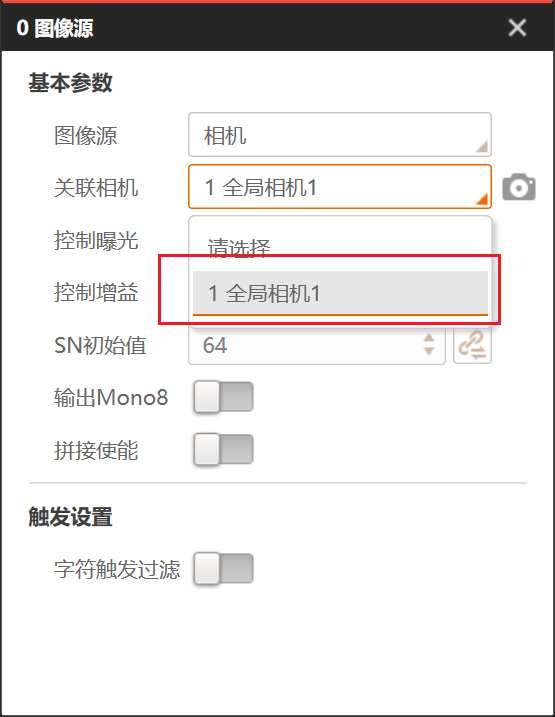 0 图像源
基本参数
图像源 相机
关联相机 1 全局相机1
控制曝光 请选择
控制增益 1 全局相机1
SN初始值 64
输出Mono8
拼接使能
触发设置
字符触发过滤